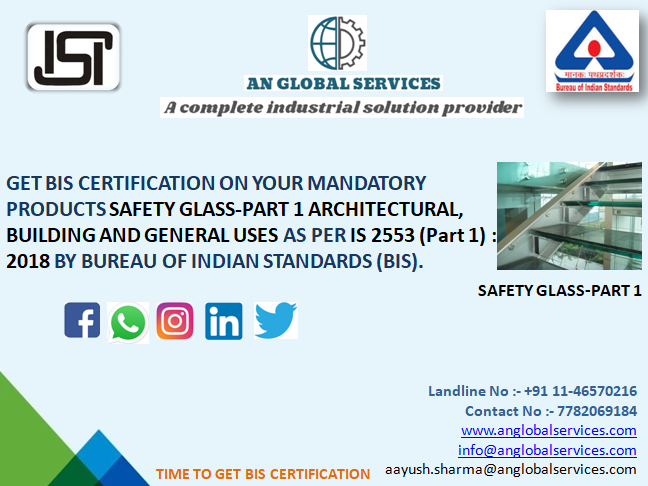 ISI
AN GLOBAL SERVICES
A complete industrial solution provider
मानकः पथप्रदर्शकः
Bureau of Indian Standards
GET BIS CERTIFICATION ON YOUR MANDATORY
PRODUCTS SAFETY GLASS-PART 1 ARCHITECTURAL,
BUILDING AND GENERAL USES AS PER IS 2553 (Part 1) :
2018 BY BUREAU OF INDIAN STANDARDS (BIS).
SAFETY GLASS-PART 1
Landline No :- +91 11-46570216
Contact No :- 7782069184
www.anglobalservices.com
info@anglobalservices.com
aayush.sharma@anglobalservices.com
TIME TO GET BIS CERTIFICATION